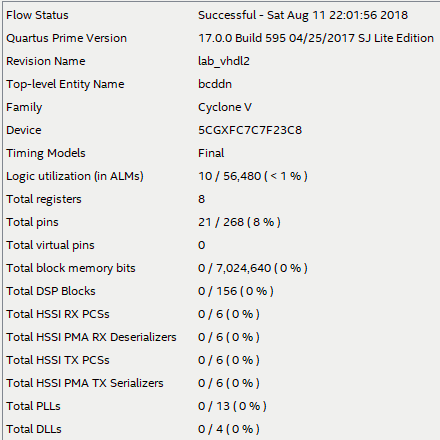 Flow Status Successful - Sat Aug 11 22:01:56 2018
Quartus Prime Version 17.0.0 Build 595 04/25/2017 SJ Lite Edition
Revision Name lab_vhdl2
Top-level Entity Name bcddn
Family Cyclone V
Device 5CGXFC7C7F23C8
Timing Models Final
Logic utilization (in ALMs) 10 / 56,480 ( < 1 % )
Total registers 8
Total pins 21 / 268 ( 8 % )
Total virtual pins 0
Total block memory bits 0 / 7,024,640 ( 0 % )
Total DSP Blocks 0 / 156 ( 0 % )
Total HSSI RX PCSs 0 / 6 ( 0 % )
Total HSSI PMA RX Deserializers 0 / 6 ( 0 % )
Total HSSI TX PCSs 0 / 6 ( 0 % )
Total HSSI PMA TX Serializers 0 / 6 ( 0 % )
Total PLLs 0 / 13 ( 0 % )
Total DLLs 0 / 4 ( 0 % )